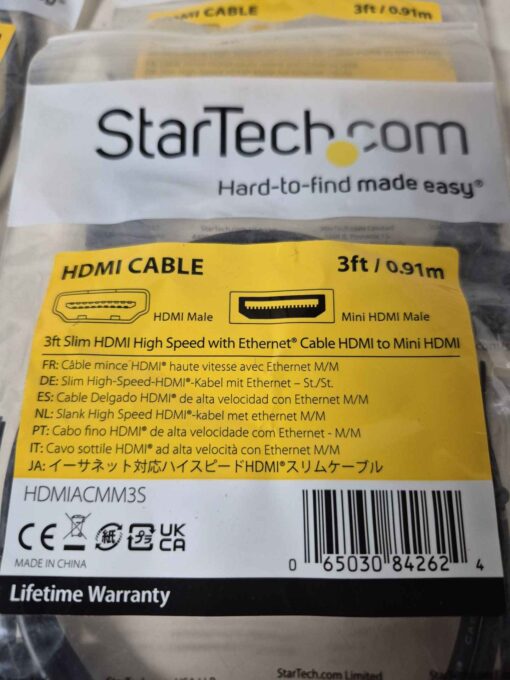 HDMI CABLE 3ft / 0.91m
StarTech.com
Hard-to-find made easy®
HDMI CABLE 3ft / 0.91m
HDMI Male Mini HDMI Male
3ft Slim HDMI High Speed with Ethernet® Cable HDMI to Mini HDMI
FR: Câble mince HDMI® haute vitesse avec Ethernet M/M
DE: Slim High-Speed-HDMI®-Kabel mit Ethernet – St./St.
ES: Cable Delgado HDMI® de alta velocidad con Ethernet M/M
NL: Slank High Speed HDMI®-kabel met ethernet M/M
PT: Cabo fino HDMI® de alta velocidade com Ethernet - M/M
IT: Cavo sottile HDMI® ad alta velocità con Ethernet M/M
JA: イーサネット対応ハイスピードHDMI®スリムケーブル
HDMIACMM3S
CE 紙 プラ UK CA
MADE IN CHINA
0 65030 84262 4
Lifetime Warranty
StarTech.com Limited